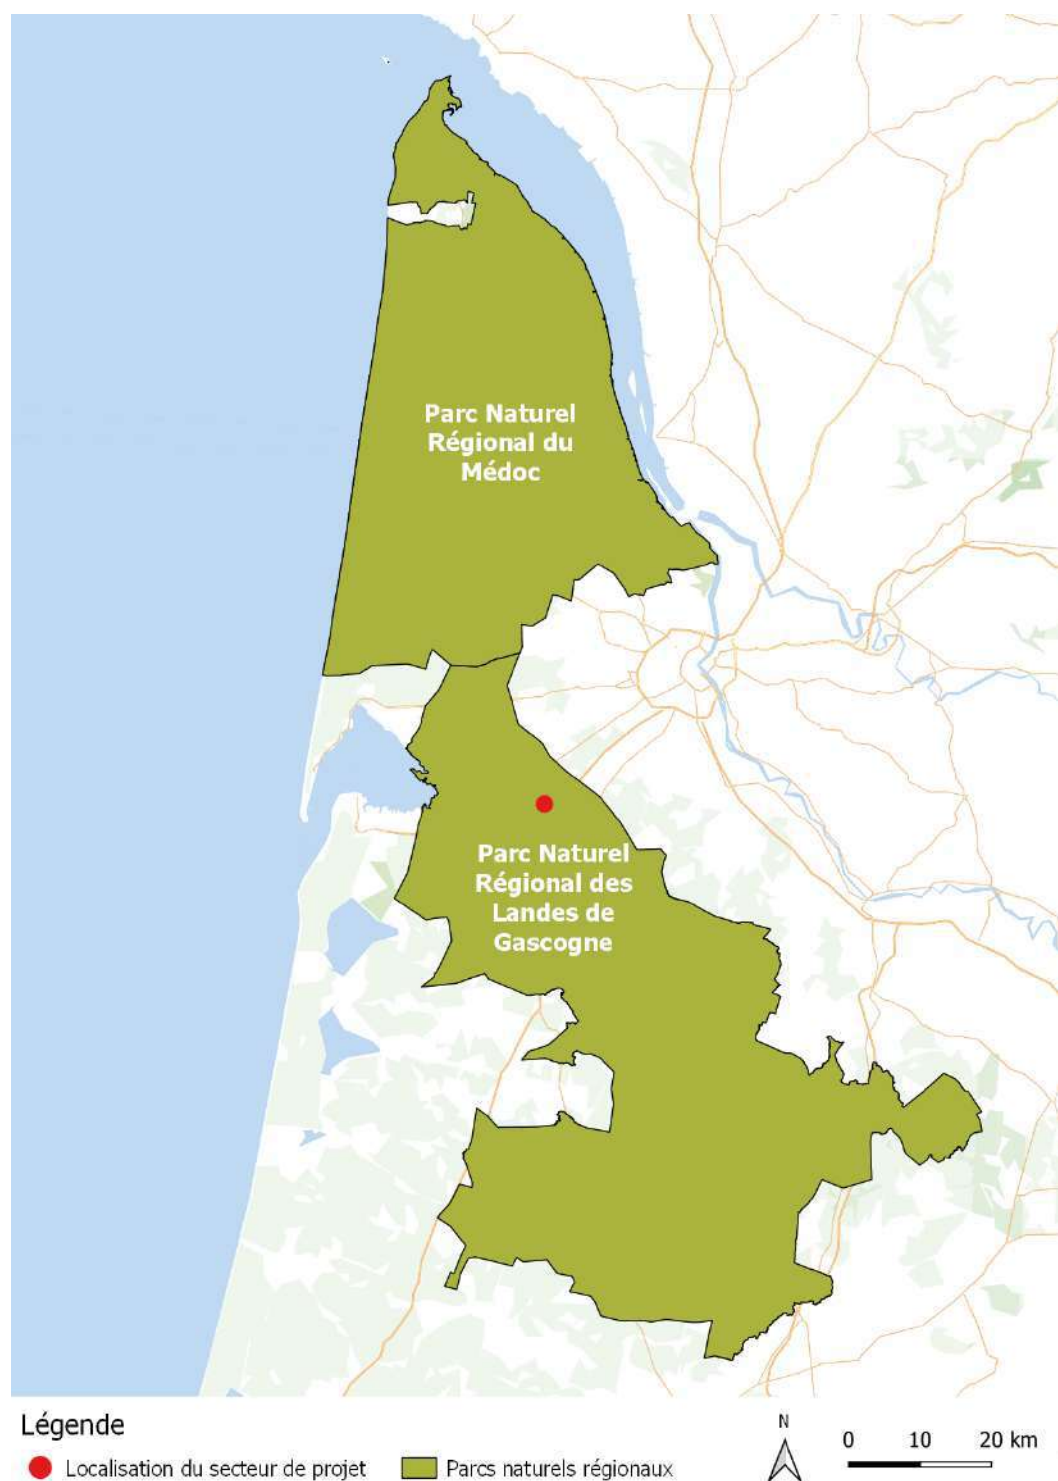 Parc Naturel
Régional du
Médoc
Parc Naturel
Régional des
Landes de
Gascogne
Légende
Localisation du secteur de projet
Parcs naturels régionaux
N
0 10 20 km